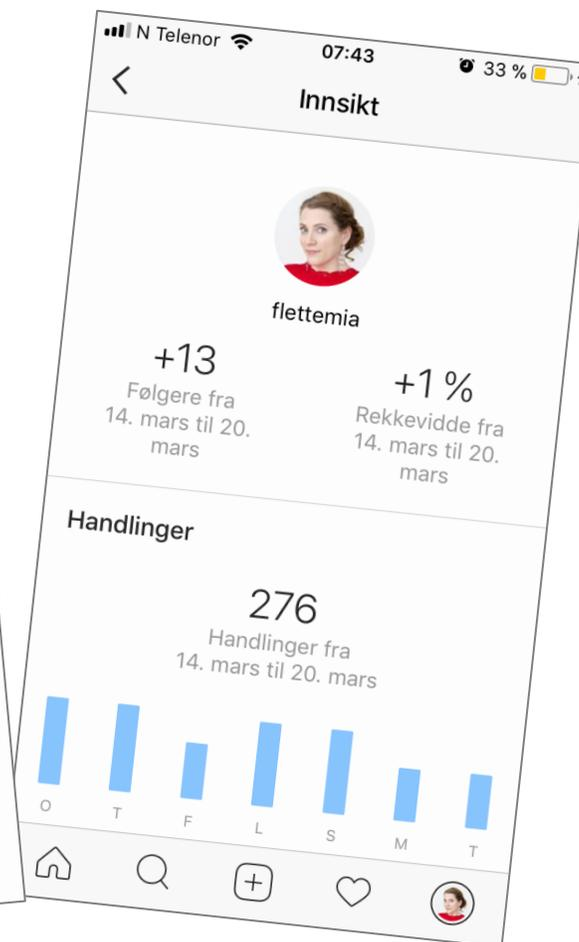 N Telenor 07:43 33 %
Innsikt
flettemia
+13
Følgere fra
14. mars til 20.
mars
+1 %
Rekkevidde fra
14. mars til 20.
mars
Handlinger
276
Handlinger fra
14. mars til 20. mars
O T F L S M T